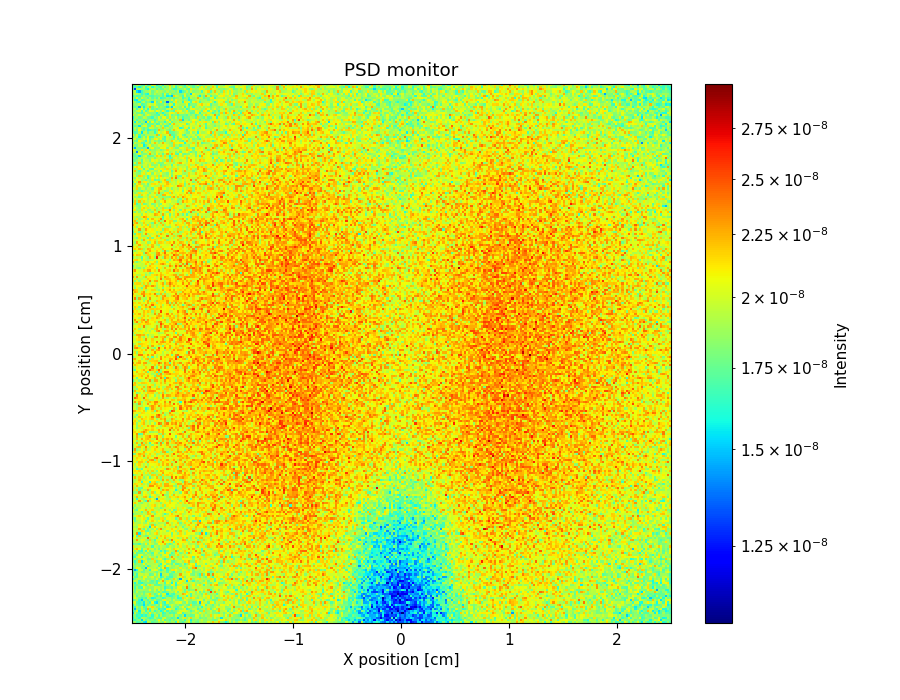 PSD monitor
Y position [cm]
2
1
0
−1
−2
−2 −1 0 1 2
X position [cm]
2.75 × 10⁻⁸
2.5 × 10⁻⁸
2.25 × 10⁻⁸
2 × 10⁻⁸
1.75 × 10⁻⁸
1.5 × 10⁻⁸
1.25 × 10⁻⁸
Intensity